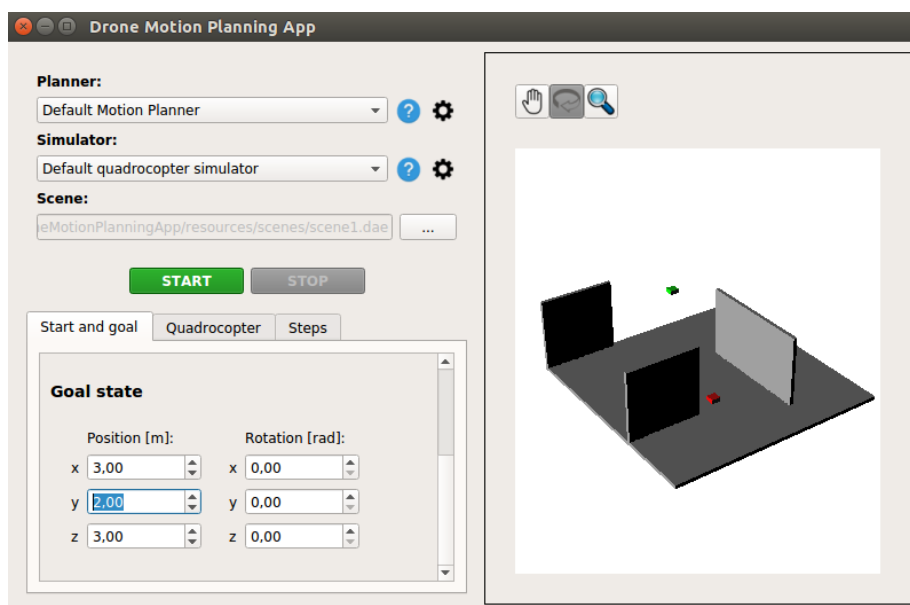 Drone Motion Planning App
Planner:
Default Motion Planner
?
Simulator:
Default quadrocopter simulator
?
Scene:
eMotionPlanningApp/resources/scenes/scene1.dae
...
START STOP
Start and goal Quadrocopter Steps
Goal state
Position [m]: Rotation [rad]:
x 3,00 x 0,00
y 2,00 y 0,00
z 3,00 z 0,00